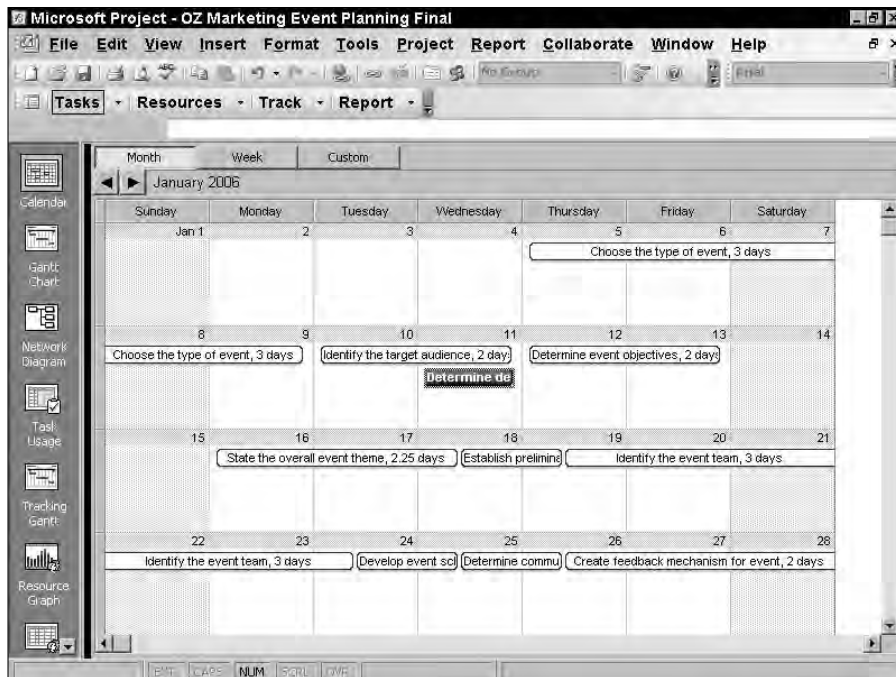 Microsoft Project - OZ Marketing Event Planning Final
File Edit View Insert Format Tools Project Report Collaborate Window Help
No Group Arial
Tasks Resources Track Report
Month Week Custom
January 2006
Calendar
Sunday Monday Tuesday Wednesday Thursday Friday Saturday
Jan 1 2 3 4 5 6 7
Choose the type of event, 3 days
Gantt
Chart
8 9 10 11 12 13 14
Network
Diagram
Choose the type of event, 3 days Identify the target audience, 2 days Determine event objectives, 2 days
Determine de
Task
Usage
15 16 17 18 19 20 21
State the overall event theme, 2.25 days Establish prelimina Identify the event team, 3 days
Tracking
Gantt
22 23 24 25 26 27 28
Identify the event team, 3 days Develop event scl Determine commu Create feedback mechanism for event, 2 days
Resource
Graph
EXT CAPS NUM SCRL OVR